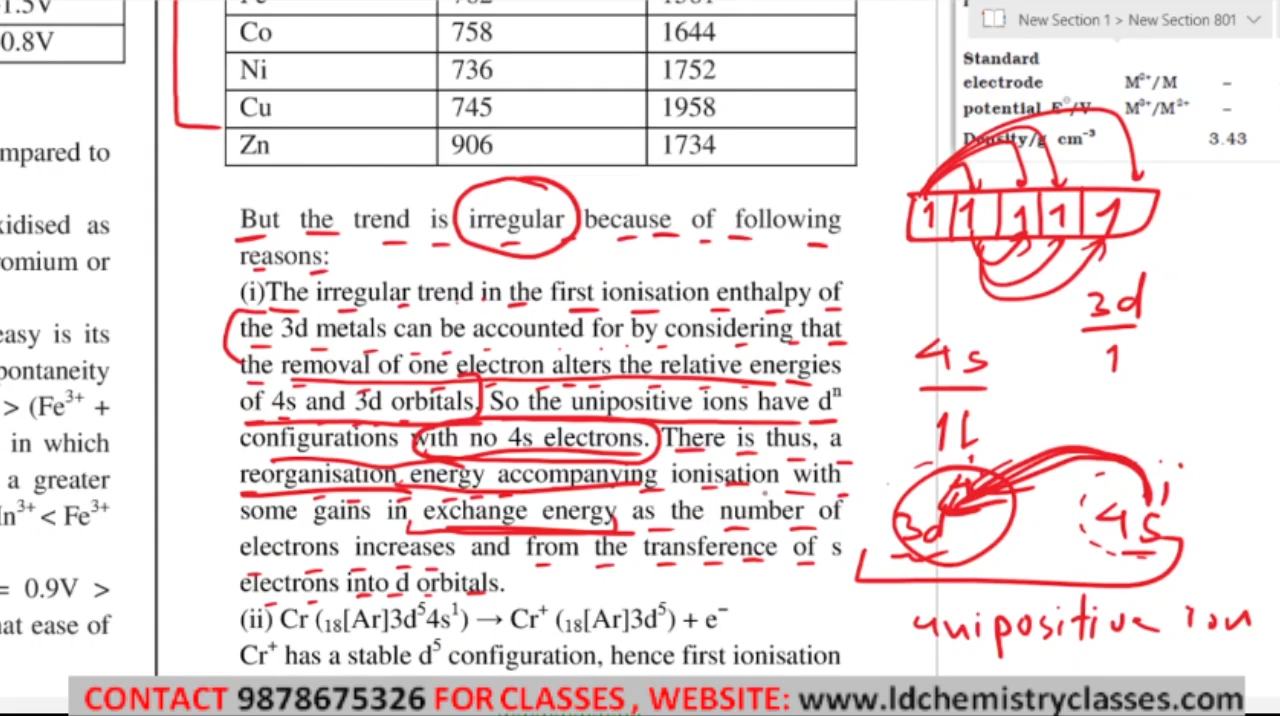 -1.5V
0.8V
mpared to
xidised as
romium or
easy is its
pontaneity
> (Fe³⁺ +
in which
a greater
In³⁺ < Fe³⁺
= 0.9V >
nat ease of
Co 758 1644
Ni 736 1752
Cu 745 1958
Zn 906 1734
But the trend is irregular because of following
reasons:
(i)The irregular trend in the first ionisation enthalpy of
the 3d metals can be accounted for by considering that
the removal of one electron alters the relative energies
of 4s and 3d orbitals. So the unipositive ions have dⁿ
configurations with no 4s electrons. There is thus, a
reorganisation energy accompanying ionisation with
some gains in exchange energy as the number of
electrons increases and from the transference of s
electrons into d orbitals.
(ii) Cr (₁₈[Ar]3d⁵4s¹) → Cr⁺ (₁₈[Ar]3d⁵) + e⁻
Cr⁺ has a stable d⁵ configuration, hence first ionisation
New Section 1 > New Section 801
Standard
electrode M²⁺/M –
potential E°/V M³⁺/M²⁺ –
Density/g cm⁻³ 3.43
1 1 1 1 1
3d
1
4s
1L
3d 4s
unipositive ion
CONTACT 9878675326 FOR CLASSES , WEBSITE: www.ldchemistryclasses.com